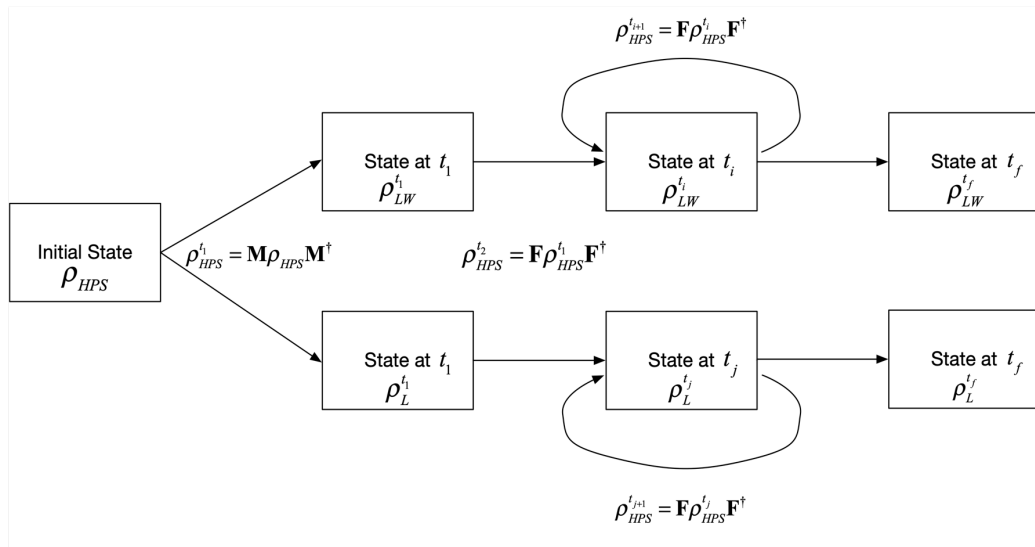 ρ_{HPS}^{t_{i+1}} = Fρ_{HPS}^{t_i}F^†
State at t_1
ρ_{LW}^{t_1}
State at t_i
ρ_{LW}^{t_i}
State at t_f
ρ_{LW}^{t_f}
Initial State
ρ_{HPS}
ρ_{HPS}^{t_1} = Mρ_{HPS}M^†
ρ_{HPS}^{t_2} = Fρ_{HPS}^{t_1}F^†
State at t_1
ρ_L^{t_1}
State at t_j
ρ_L^{t_j}
State at t_f
ρ_L^{t_f}
ρ_{HPS}^{t_{j+1}} = Fρ_{HPS}^{t_j}F^†